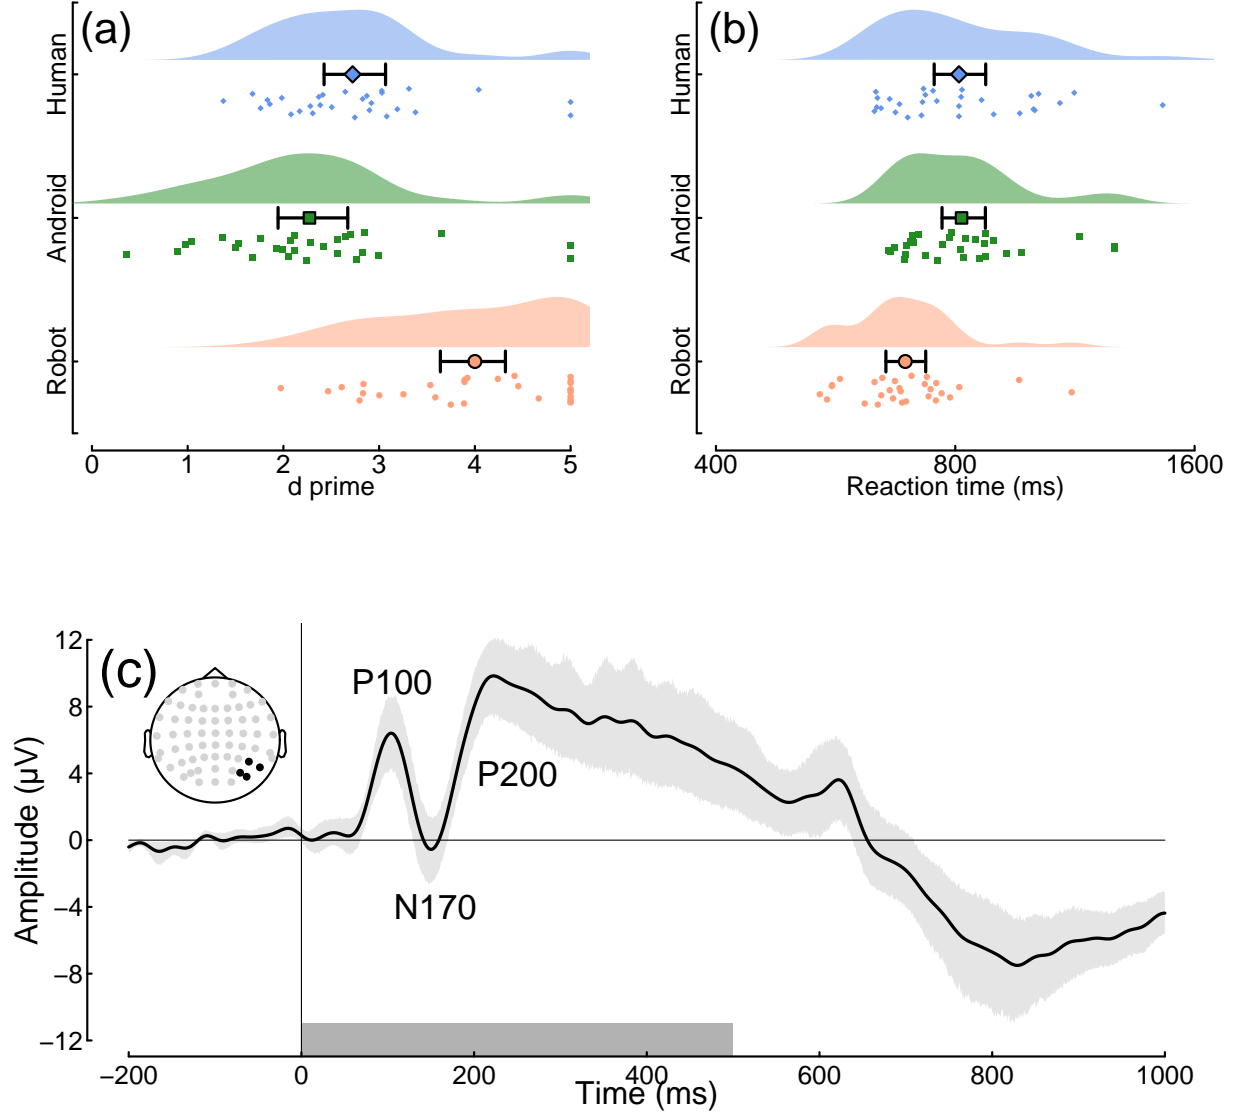 (a)
Human
Android
Robot
0 1 2 3 4 5
d prime
(b)
Human
Android
Robot
400 800 1600
Reaction time (ms)
(c)
P100
P200
N170
12
8
4
0
−4
−8
−12
Amplitude (µV)
−200 0 200 400 600 800 1000
Time (ms)